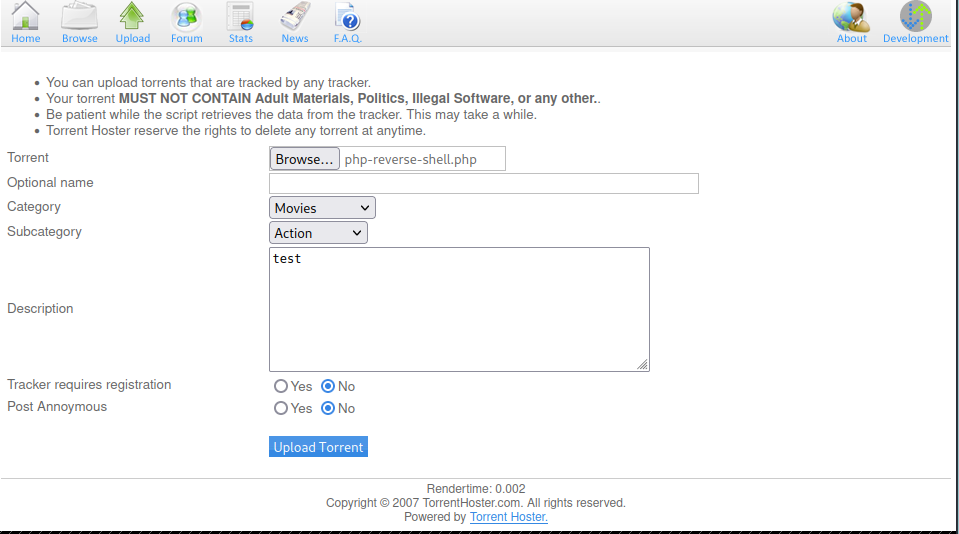 Home Browse Upload Forum Stats News F.A.Q. About Development
You can upload torrents that are tracked by any tracker.
Your torrent MUST NOT CONTAIN Adult Materials, Politics, Illegal Software, or any other..
Be patient while the script retrieves the data from the tracker. This may take a while.
Torrent Hoster reserve the rights to delete any torrent at anytime.
Torrent Browse... php-reverse-shell.php
Optional name
Category Movies
Subcategory Action
test
Description
Tracker requires registration Yes No
Post Annoymous Yes No
Upload Torrent
Rendertime: 0.002
Copyright © 2007 TorrentHoster.com. All rights reserved.
Powered by Torrent Hoster.